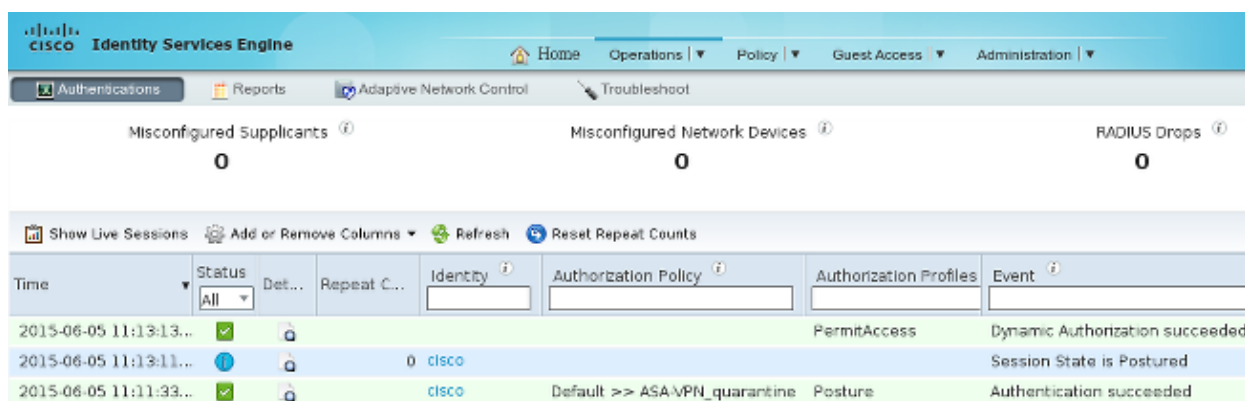 CISCO Identity Services Engine
Home Operations | ▼ Policy | ▼ Guest Access | ▼ Administration | ▼
Authentications Reports Adaptive Network Control Troubleshoot
Misconfigured Supplicants Misconfigured Network Devices RADIUS Drops
0 0 0
Show Live Sessions Add or Remove Columns ▼ Refresh Reset Repeat Counts
Time Status Det... Repeat C... Identity Authorization Policy Authorization Profiles Event
All
2015-06-05 11:13:13... PermitAccess Dynamic Authorization succeeded
2015-06-05 11:13:11... 0 cisco Session State is Postured
2015-06-05 11:11:33... cisco Default >> ASA-VPN_quarantine Posture Authentication succeeded